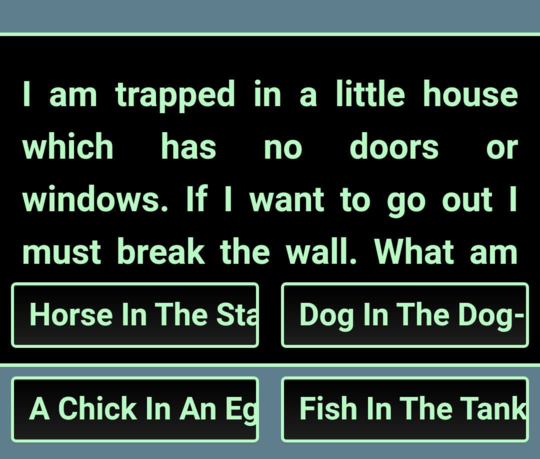 I am trapped in a little house
which has no doors or
windows. If I want to go out I
must break the wall. What am
Horse In The Sta
Dog In The Dog-
A Chick In An Eg
Fish In The Tank